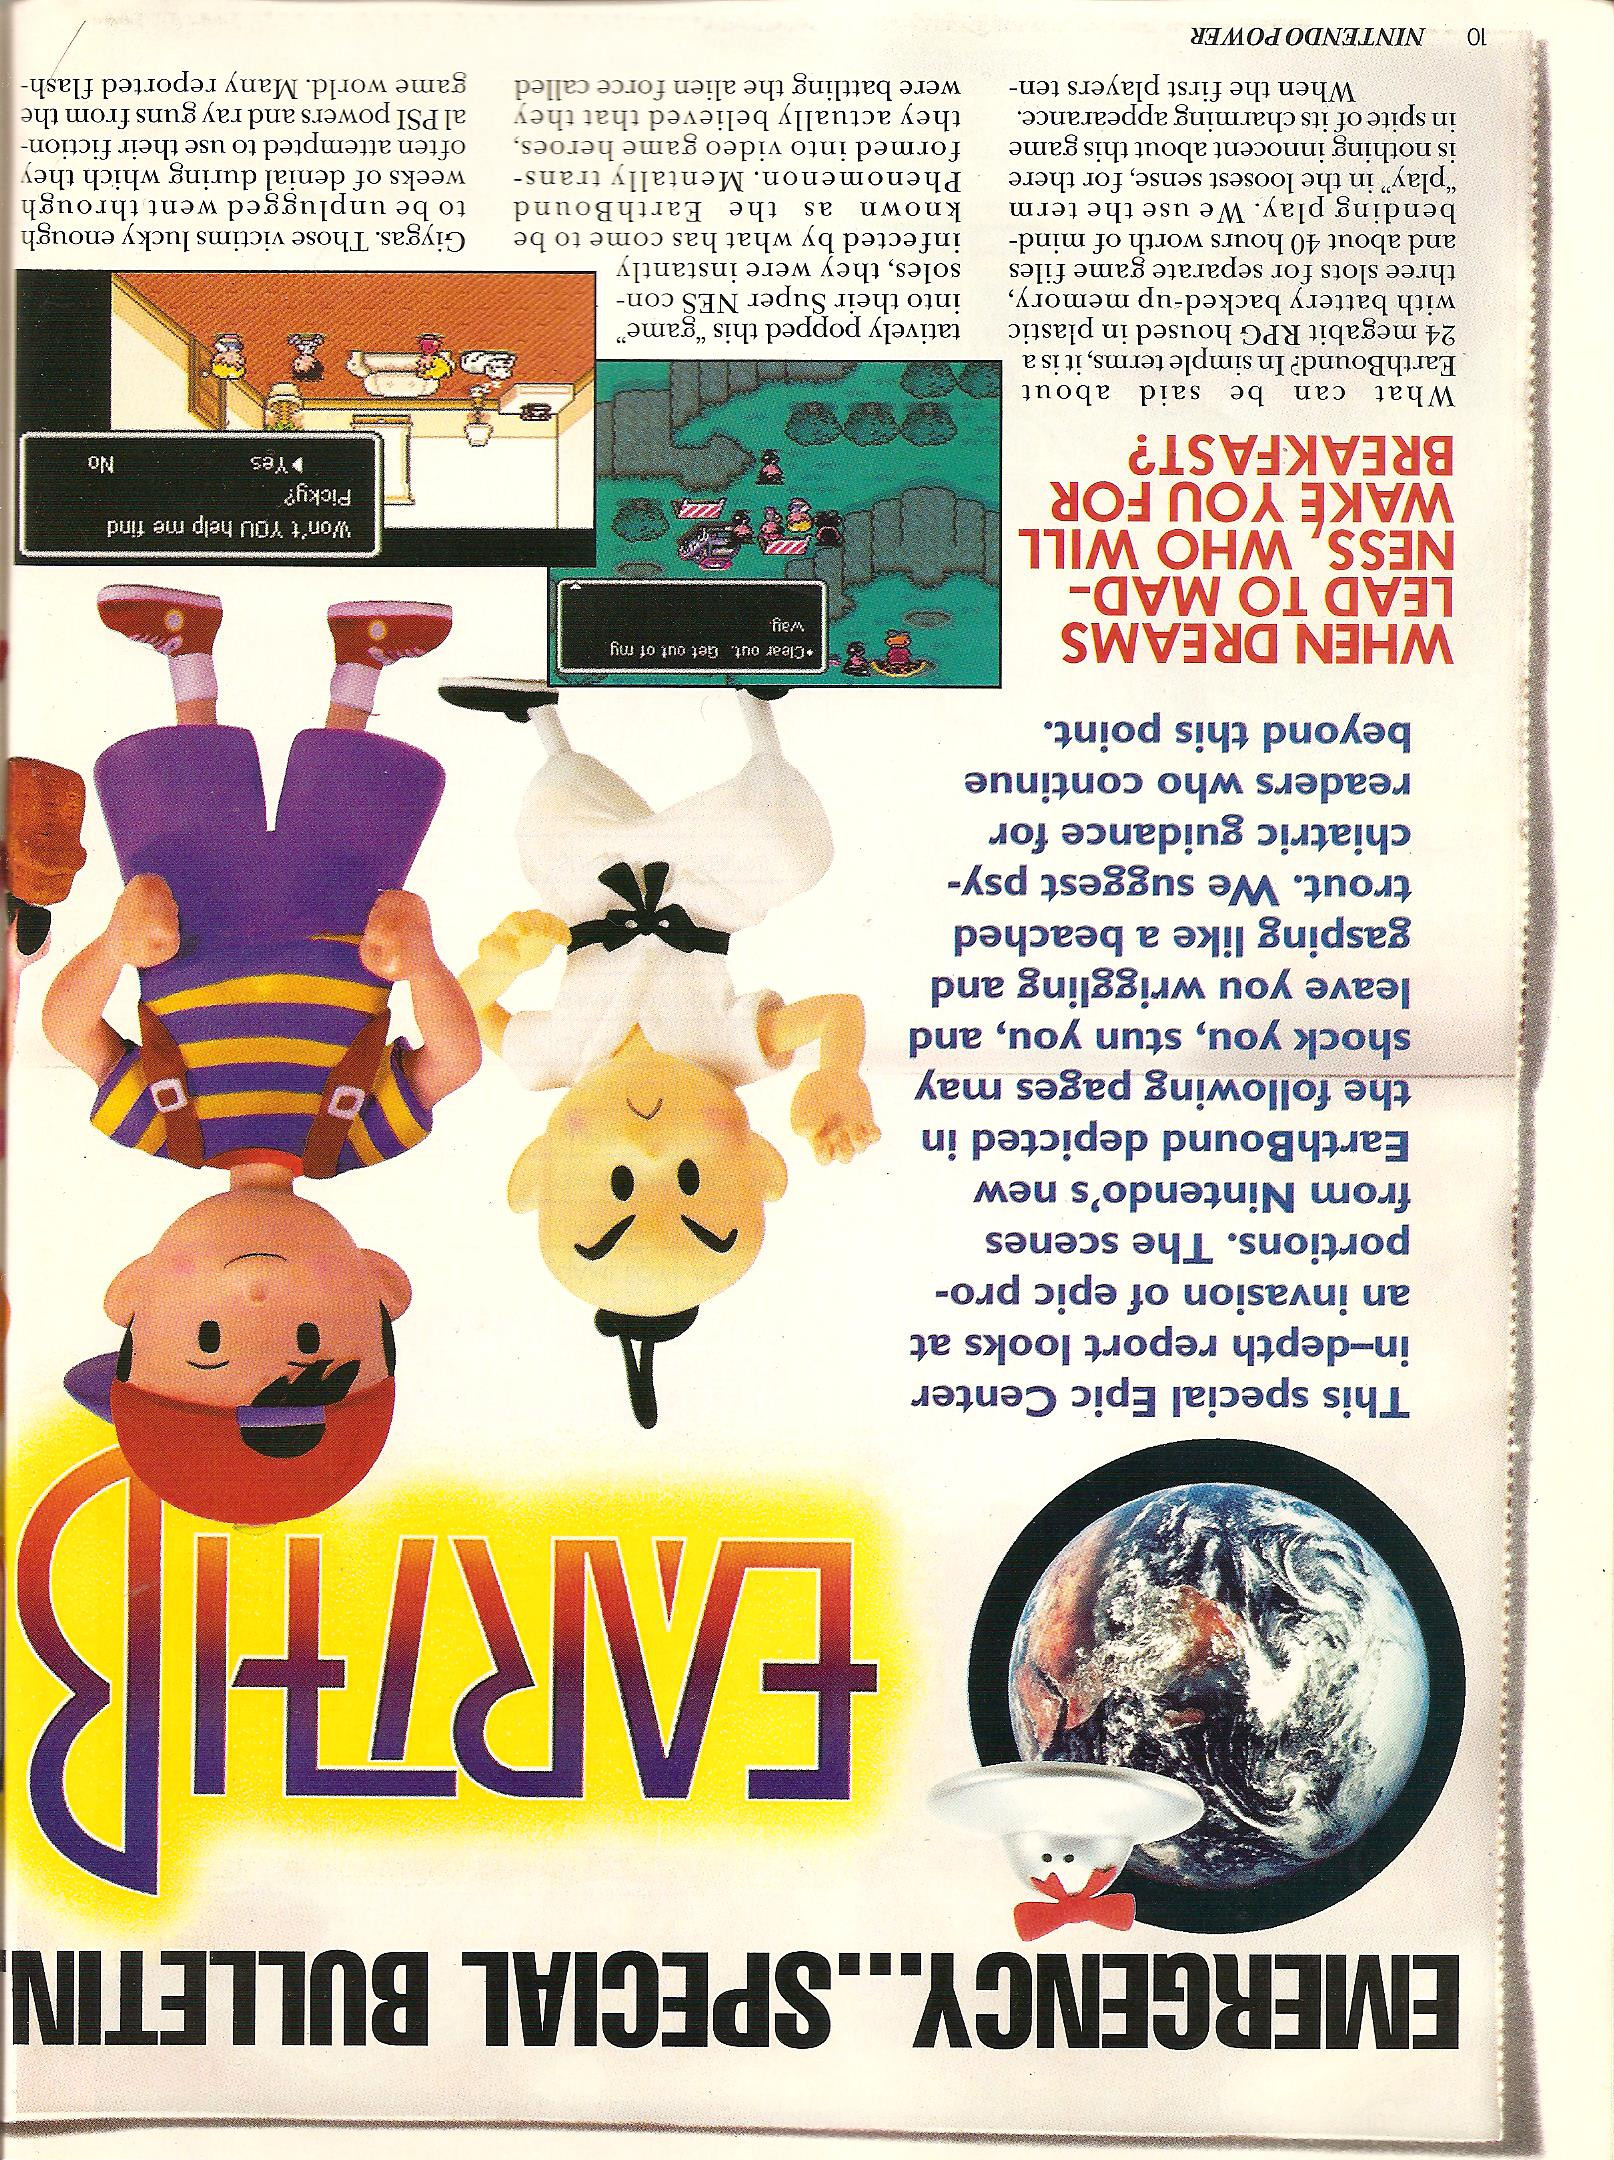 EMERGENCY...SPECIAL BULLETIN
EARTHB
This special Epic Center
in–depth report looks at
an invasion of epic pro-
portions. The scenes
from Nintendo's new
EarthBound depicted in
the following pages may
shock you, stun you, and
leave you wriggling and
gasping like a beached
trout. We suggest psy-
chiatric guidance for
readers who continue
beyond this point.
WHEN DREAMS
LEAD TO MAD–
NESS, WHO WILL
WAKE YOU FOR
BREAKFAST?
What can be said about
EarthBound? In simple terms, it is a
24 megabit RPG housed in plastic
with battery backed-up memory,
three slots for separate game files
and about 40 hours worth of mind-
bending play. We use the term
“play” in the loosest sense, for there
is nothing innocent about this game
in spite of its charming appearance.
When the first players ten-
•Clear out. Get out of my
way.
Won't YOU help me find
Picky?
▶Yes No
tatively popped this “game”
into their Super NES con-
soles, they were instantly
infected by what has come to be
known as the EarthBound
Phenomenon. Mentally trans-
formed into video game heroes,
they actually believed that they
were battling the alien force called
Giygas. Those victims lucky enough
to be unplugged went through
weeks of denial during which they
often attempted to use their fiction-
al PSI powers and ray guns from the
game world. Many reported flash-
10 NINTENDO POWER